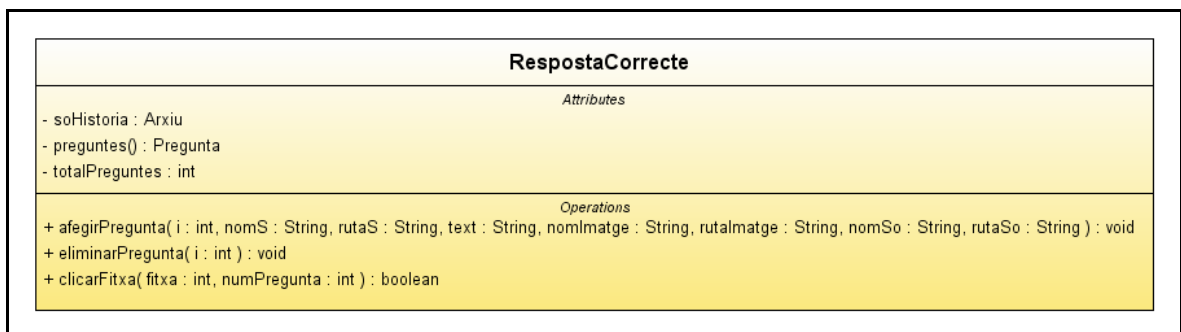 RespostaCorrecte
Attributes
- soHistoria : Arxiu
- preguntes() : Pregunta
- totalPreguntes : int
Operations
+ afegirPregunta( i : int, nomS : String, rutaS : String, text : String, nomImatge : String, rutaImatge : String, nomSo : String, rutaSo : String ) : void
+ eliminarPregunta( i : int ) : void
+ clicarFitxa( fitxa : int, numPregunta : int ) : boolean